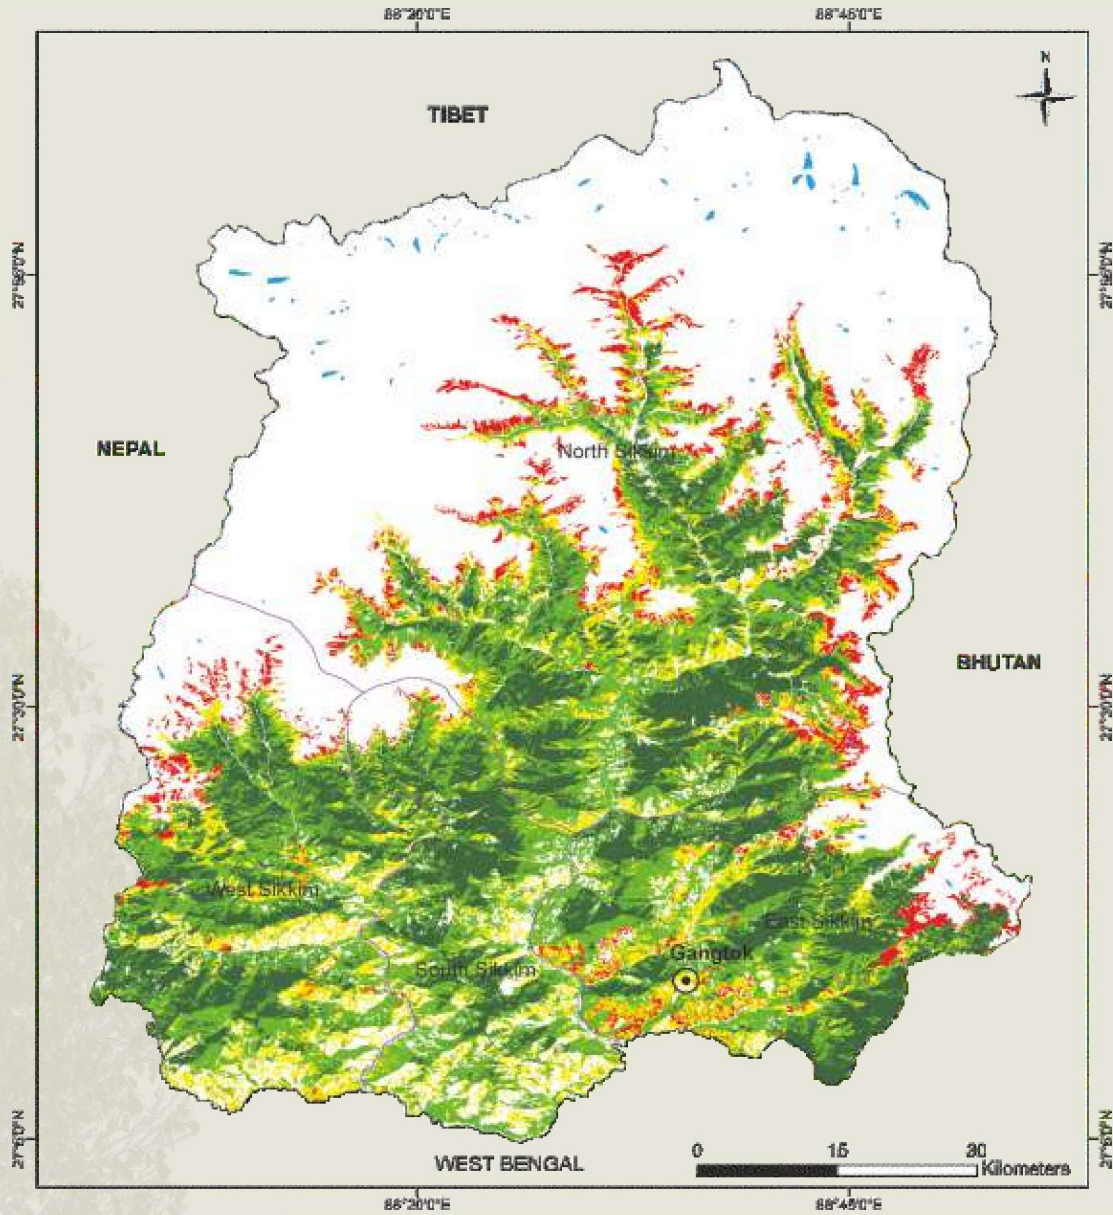 88°20'0"E 88°45'0"E
N
TIBET
27°55'0"N 27°55'0"N
NEPAL
North Sikkim
BHUTAN
27°30'0"N 27°30'0"N
West Sikkim
East Sikkim
Gangtok
South Sikkim
27°5'0"N 27°5'0"N
0 15 30
Kilometers
WEST BENGAL
88°20'0"E 88°45'0"E